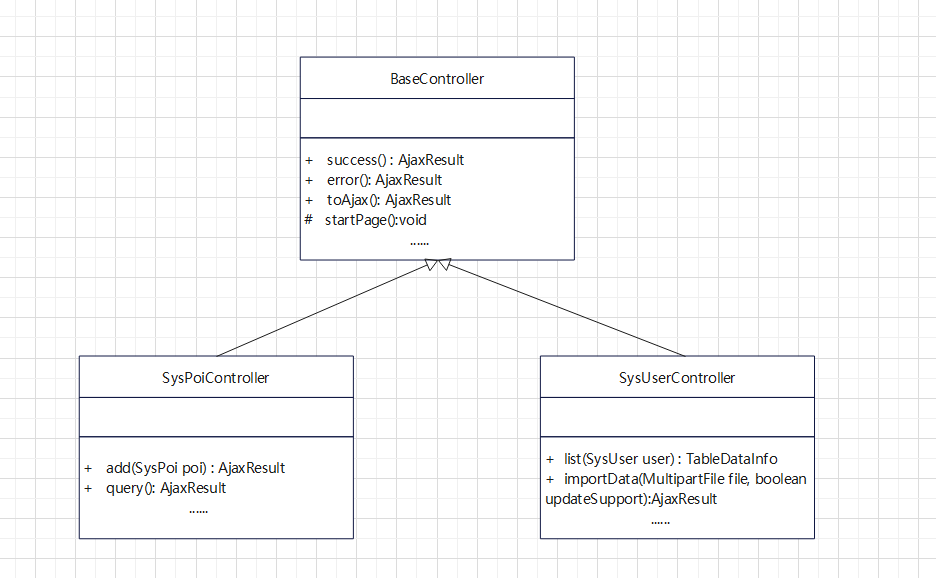 BaseController
+ success() : AjaxResult
+ error(): AjaxResult
+ toAjax(): AjaxResult
# startPage():void
......
SysPoiController
+ add(SysPoi poi) : AjaxResult
+ query(): AjaxResult
......
SysUserController
+ list(SysUser user) : TableDataInfo
+ importData(MultipartFile file, boolean
updateSupport):AjaxResult
......